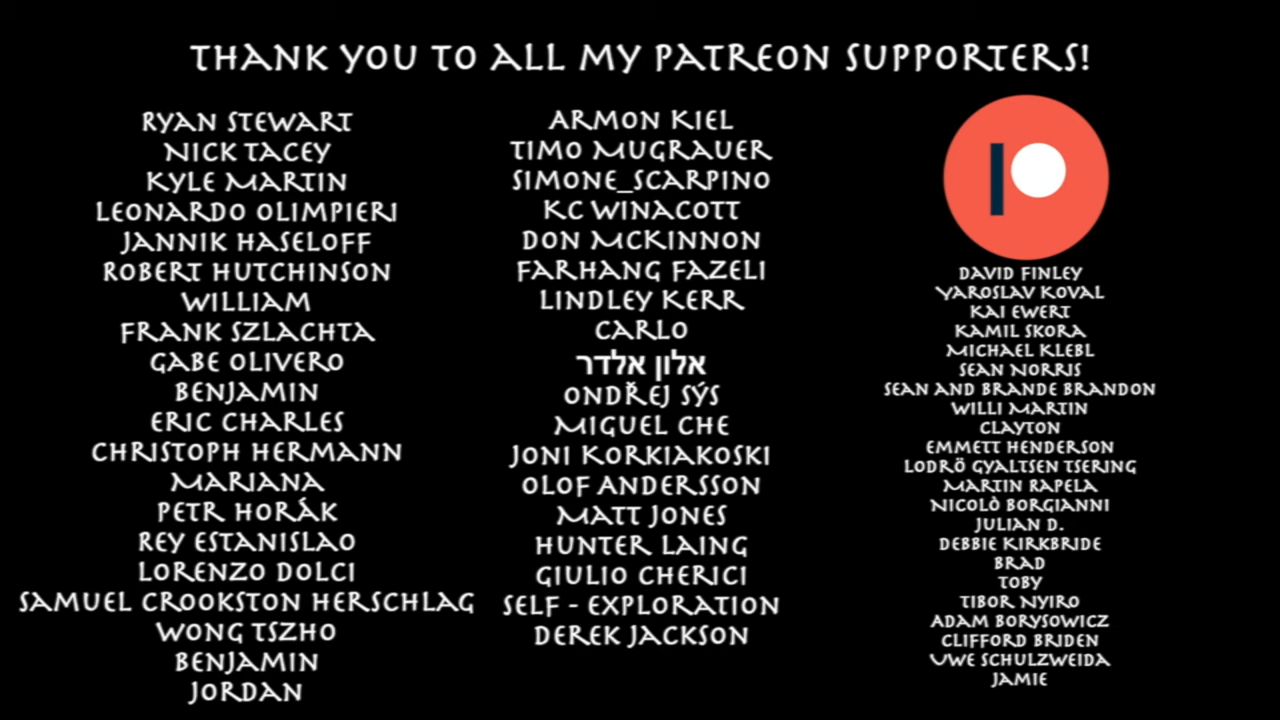 THANK YOU TO ALL MY PATREON SUPPORTERS!
RYAN STEWART
NICK TACEY
KYLE MARTIN
LEONARDO OLIMPIERI
JANNIK HASELOFF
ROBERT HUTCHINSON
WILLIAM
FRANK SZLACHTA
GABE OLIVERO
BENJAMIN
ERIC CHARLES
CHRISTOPH HERMANN
MARIANA
PETR HORÁK
REY ESTANISLAO
LORENZO DOLCI
SAMUEL CROOKSTON HERSCHLAG
WONG TSZHO
BENJAMIN
JORDAN
ARMON KIEL
TIMO MUGRAUER
SIMONE_SCARPINO
KC WINACOTT
DON MCKINNON
FARHANG FAZELI
LINDLEY KERR
CARLO
אלון אלדר
ONDŘEJ SÝS
MIGUEL CHE
JONI KORKIAKOSKI
OLOF ANDERSSON
MATT JONES
HUNTER LAING
GIULIO CHERICI
SELF - EXPLORATION
DEREK JACKSON
DAVID FINLEY
YAROSLAV KOVAL
KAI EWERT
KAMIL SKORA
MICHAEL KLEBL
SEAN NORRIS
SEAN AND BRANDE BRANDON
WILLI MARTIN
CLAYTON
EMMETT HENDERSON
LODRÖ GYALTSEN TSERING
MARTIN RAPELA
NICOLÒ BORGIANNI
JULIAN D.
DEBBIE KIRKBRIDE
BRAD
TOBY
TIBOR NYIRO
ADAM BORYSOWICZ
CLIFFORD BRIDEN
UWE SCHULZWEIDA
JAMIE